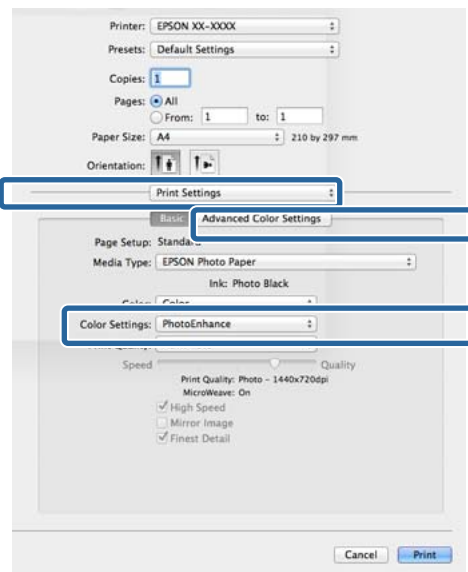 Printer: EPSON XX-XXXX
Presets: Default Settings
Copies: 1
Pages: All
From: 1 to: 1
Paper Size: A4 210 by 297 mm
Orientation:
Print Settings
Basic Advanced Color Settings
Page Setup: Standard
Media Type: EPSON Photo Paper
Ink: Photo Black
Color: Color
Color Settings: PhotoEnhance
Speed Quality
Print Quality: Photo - 1440x720dpi
MicroWeave: On
High Speed
Mirror Image
Finest Detail
Cancel Print